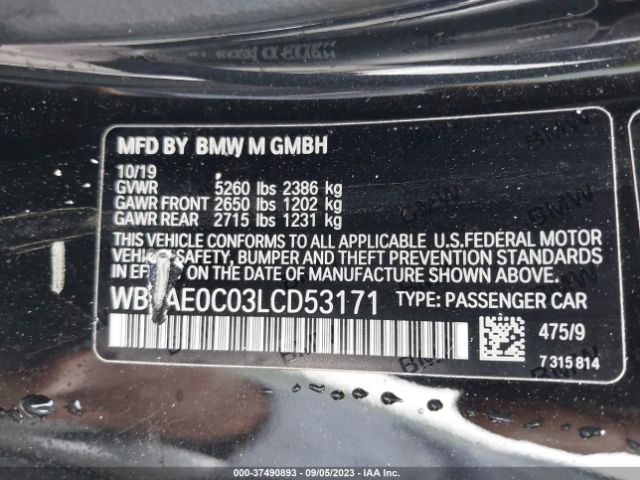 MFD BY BMW M GMBH
10/19
GVWR 5260 lbs 2386 kg
GAWR FRONT 2650 lbs 1202 kg
GAWR REAR 2715 lbs 1231 kg
THIS VEHICLE CONFORMS TO ALL APPLICABLE U.S.FEDERAL MOTOR
VEHICLE SAFETY, BUMPER AND THEFT PREVENTION STANDARDS
IN EFFECT ON THE DATE OF MANUFACTURE SHOWN ABOVE.
TYPE: PASSENGER CAR
475/9
7 315 814
000-37490893 - 09/05/2023 - IAA Inc.